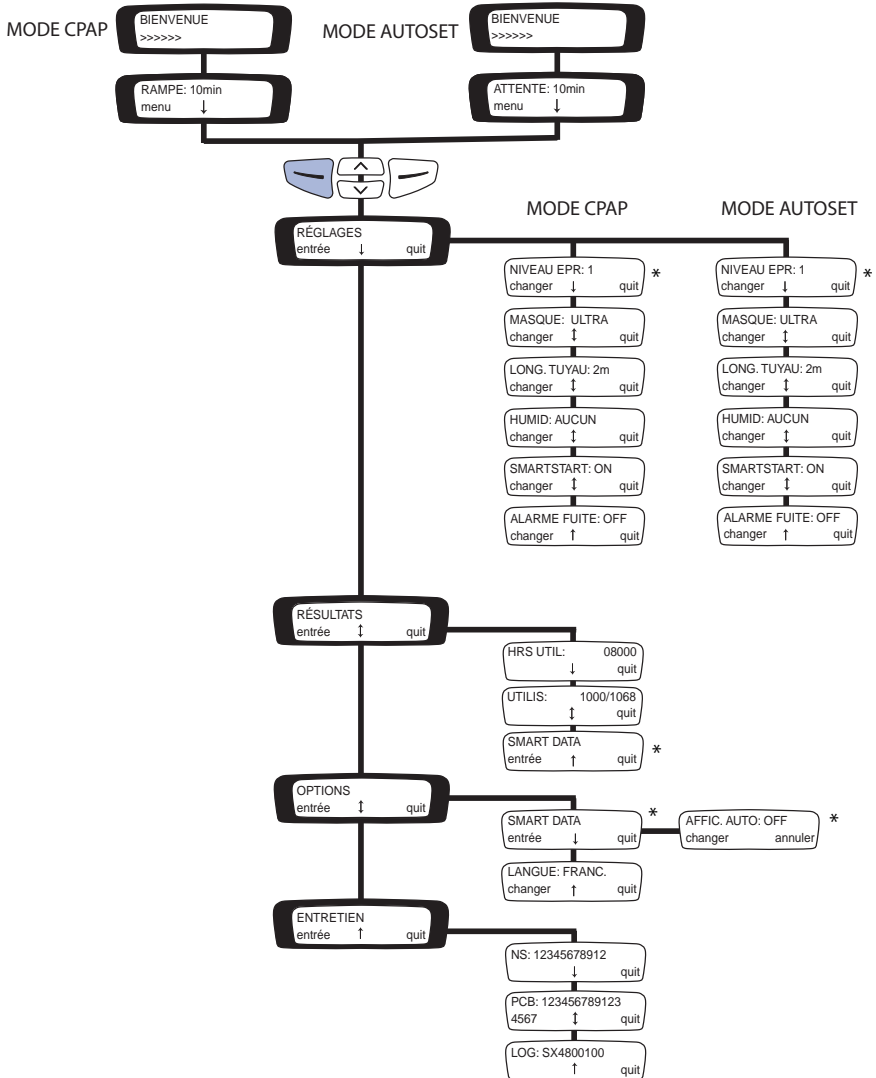 MODE CPAP
BIENVENUE
>>>>>>
MODE AUTOSET
BIENVENUE
>>>>>>
RAMPE: 10min
menu ↓
ATTENTE: 10min
menu ↓
MODE CPAP
MODE AUTOSET
RÉGLAGES
entrée ↓ quit
NIVEAU EPR: 1
changer ↓ quit
*
NIVEAU EPR: 1
changer ↓ quit
*
MASQUE: ULTRA
changer ↕ quit
MASQUE: ULTRA
changer ↕ quit
LONG. TUYAU: 2m
changer ↕ quit
LONG. TUYAU: 2m
changer ↕ quit
HUMID: AUCUN
changer ↕ quit
HUMID: AUCUN
changer ↕ quit
SMARTSTART: ON
changer ↕ quit
SMARTSTART: ON
changer ↕ quit
ALARME FUITE: OFF
changer ↑ quit
ALARME FUITE: OFF
changer ↑ quit
RÉSULTATS
entrée ↕ quit
HRS UTIL: 08000
↓ quit
UTILIS: 1000/1068
↕ quit
SMART DATA
entrée ↑ quit
*
OPTIONS
entrée ↕ quit
SMART DATA
entrée ↓ quit
*
AFFIC. AUTO: OFF
changer annuler
*
LANGUE: FRANC.
changer ↑ quit
ENTRETIEN
entrée ↑ quit
NS: 12345678912
↓ quit
PCB: 123456789123
4567 ↕ quit
LOG: SX4800100
↑ quit